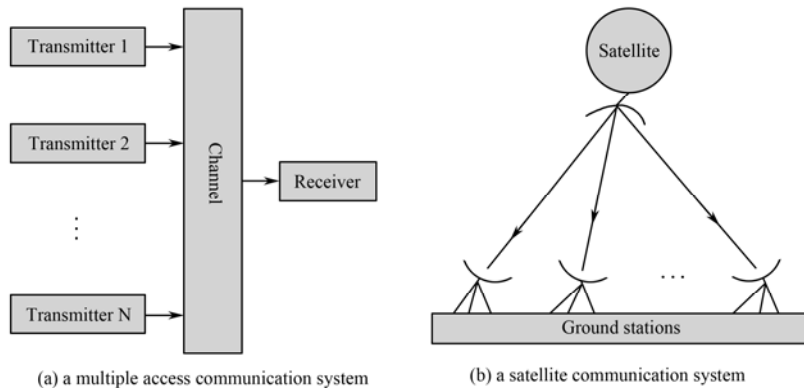 Transmitter 1
Transmitter 2
⋮
Transmitter N
Channel
Receiver
(a) a multiple access communication system
Satellite
...
Ground stations
(b) a satellite communication system